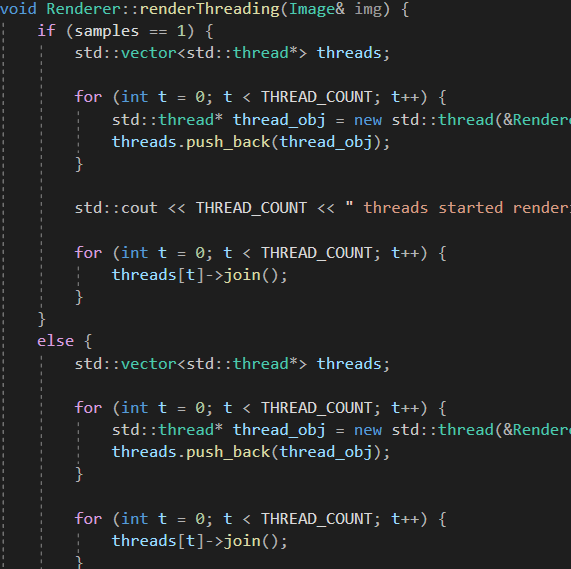 void Renderer::renderThreading(Image& img) {
    if (samples == 1) {
        std::vector<std::thread*> threads;

        for (int t = 0; t < THREAD_COUNT; t++) {
            std::thread* thread_obj = new std::thread(&Rendere
            threads.push_back(thread_obj);
        }

        std::cout << THREAD_COUNT << " threads started render
        
        for (int t = 0; t < THREAD_COUNT; t++) {
            threads[t]->join();
        }
    }
    else {
        std::vector<std::thread*> threads;

        for (int t = 0; t < THREAD_COUNT; t++) {
            std::thread* thread_obj = new std::thread(&Rendere
            threads.push_back(thread_obj);
        }

        for (int t = 0; t < THREAD_COUNT; t++) {
            threads[t]->join();
        }